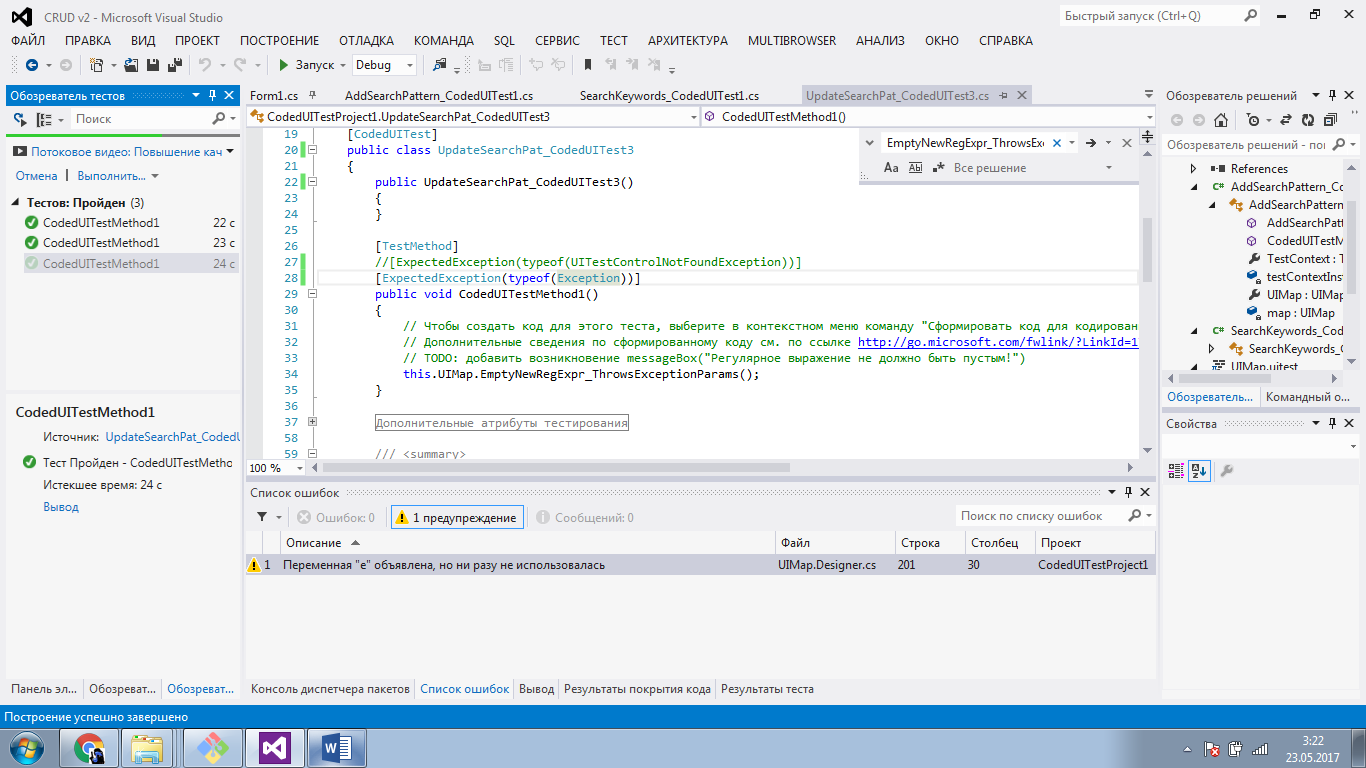 CRUD v2 - Microsoft Visual Studio
Быстрый запуск (Ctrl+Q)
ФАЙЛ ПРАВКА ВИД ПРОЕКТ ПОСТРОЕНИЕ ОТЛАДКА КОМАНДА SQL СЕРВИС ТЕСТ АРХИТЕКТУРА MULTIBROWSER АНАЛИЗ ОКНО СПРАВКА
Запуск Debug
Обозреватель тестов
Поиск
Потоковое видео: Повышение кач
Отмена | Выполнить...
Тестов: Пройден (3)
CodedUITestMethod1 22 с
CodedUITestMethod1 23 с
CodedUITestMethod1 24 с
CodedUITestMethod1
Источник: UpdateSearchPat_CodedU
Тест Пройден - CodedUITestMetho
Истекшее время: 24 с
Вывод
Панель эл... Обозреват... Обозреват...
Form1.cs AddSearchPattern_CodedUITest1.cs SearchKeywords_CodedUITest1.cs UpdateSearchPat_CodedUITest3.cs
CodedUITestProject1.UpdateSearchPat_CodedUITest3 CodedUITestMethod1()
EmptyNewRegExpr_ThrowsExc
Aa Ab .* Все решение
19 [CodedUITest]
20 public class UpdateSearchPat_CodedUITest3
21 {
22 public UpdateSearchPat_CodedUITest3()
23 {
24 }
25
26 [TestMethod]
27 //[ExpectedException(typeof(UITestControlNotFoundException))]
28 [ExpectedException(typeof(Exception))]
29 public void CodedUITestMethod1()
30 {
31 // Чтобы создать код для этого теста, выберите в контекстном меню команду "Сформировать код для кодирован
32 // Дополнительные сведения по сформированному коду см. по ссылке http://go.microsoft.com/fwlink/?LinkId=1
33 // TODO: добавить возникновение messageBox("Регулярное выражение не должно быть пустым!")
34 this.UIMap.EmptyNewRegExpr_ThrowsExceptionParams();
35 }
36
37 Дополнительные атрибуты тестирования
58
59 /// <summary>
100 %
Список ошибок
Ошибок: 0 1 предупреждение Сообщений: 0 Поиск по списку ошибок
Описание Файл Строка Столбец Проект
1 Переменная "e" объявлена, но ни разу не использовалась UIMap.Designer.cs 201 30 CodedUITestProject1
Консоль диспетчера пакетов Список ошибок Вывод Результаты покрытия кода Результаты теста
Обозреватель решений
Обозреватель решений - пои
References
C# AddSearchPattern_Co
AddSearchPattern
AddSearchPatt
CodedUITestM
TestContext : T
testContextIns
UIMap : UIMap
map : UIMap
C# SearchKeywords_Cod
SearchKeywords_C
UIMap.uitest
Обозреватель... Командный о...
Свойства
Построение успешно завершено
3:22
23.05.2017